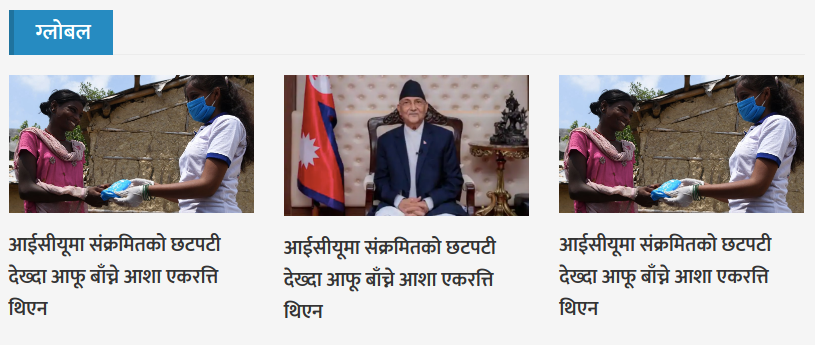 ग्लोबल
आईसीयूमा संक्रमितको छटपटी
देख्दा आफू बाँच्ने आशा एकरत्ति
थिएन
आईसीयूमा संक्रमितको छटपटी
देख्दा आफू बाँच्ने आशा एकरत्ति
थिएन
आईसीयूमा संक्रमितको छटपटी
देख्दा आफू बाँच्ने आशा एकरत्ति
थिएन